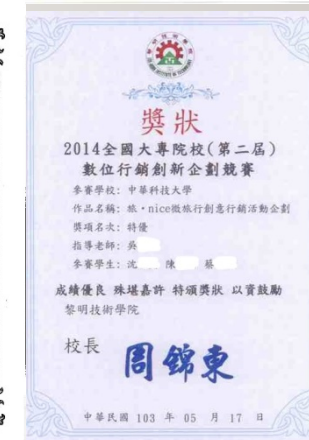 獎狀
2014全國大專院校(第二屆)
數位行銷創新企劃競賽
參賽學校: 中華科技大學
作品名稱: 旅·nice微旅行創意行銷活動企劃
獎項名次: 特優
指導老師: 吳
參賽學生: 沈 陳 蔡
成績優良 殊堪嘉許 特頒獎狀 以資鼓勵
黎明技術學院
校長 周錦東
中華民國 103 年 05 月 17 日